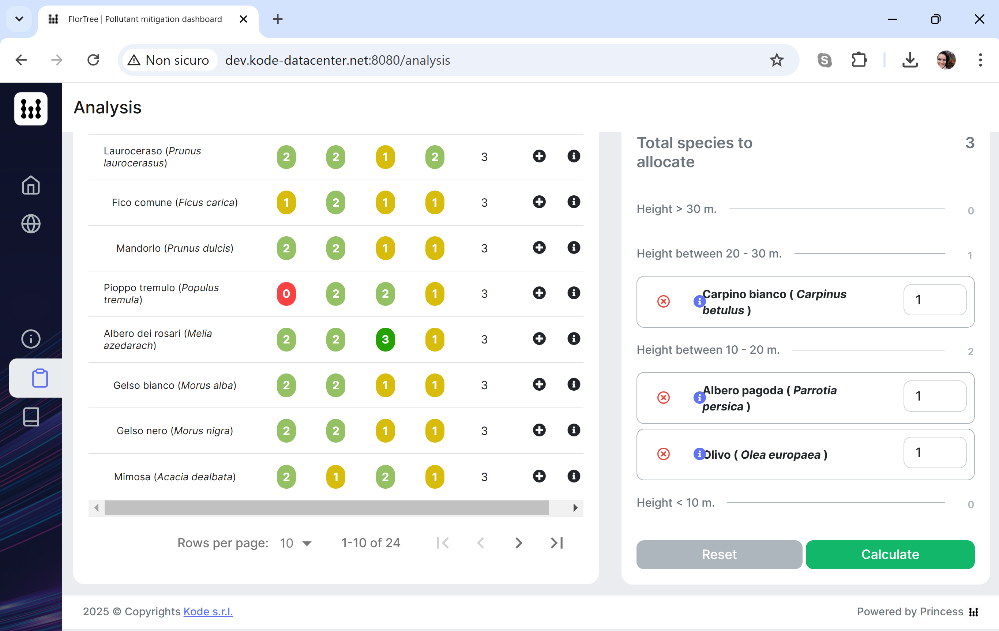 FlorTree | Pollutant mitigation dashboard
Non sicuro
dev.kode-datacenter.net:8080/analysis
S
Analysis
Lauroceraso (Prunus
laurocerasus)
2
2
1
2
3
Fico comune (Ficus carica)
1
2
1
1
3
Mandorlo (Prunus dulcis)
2
2
1
1
3
Pioppo tremulo (Populus
tremula)
0
2
2
1
3
Albero dei rosari (Melia
azedarach)
2
2
3
1
3
Gelso bianco (Morus alba)
2
2
1
1
3
Gelso nero (Morus nigra)
2
2
1
1
3
Mimosa (Acacia dealbata)
2
1
2
1
3
Rows per page: 10
1-10 of 24
Total species to
allocate
3
Height > 30 m.
0
Height between 20 - 30 m.
1
Carpino bianco ( Carpinus
betulus )
1
Height between 10 - 20 m.
2
Albero pagoda ( Parrotia
persica )
1
Olivo ( Olea europaea )
1
Height < 10 m.
0
Reset
Calculate
2025 © Copyrights Kode s.r.l.
Powered by Princess